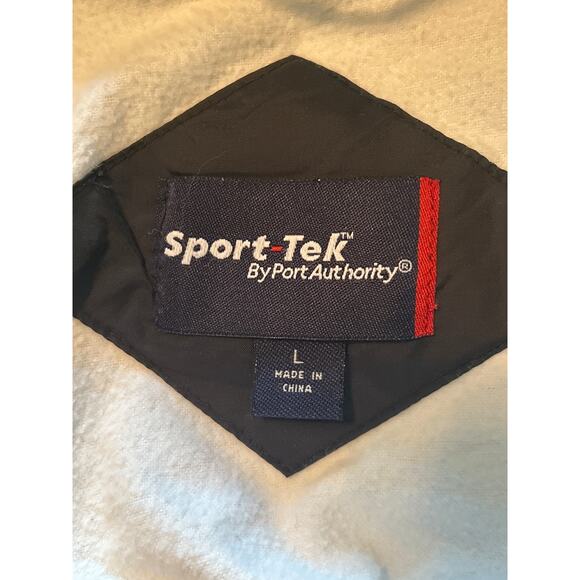 Sport-Tek™
By Port Authority®
L
MADE IN
CHINA